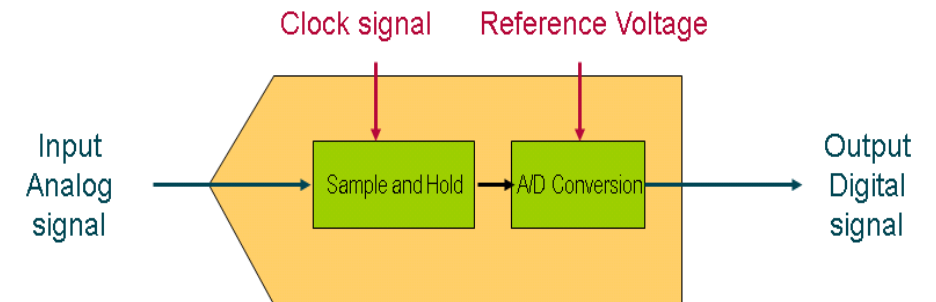 Clock signal
Reference Voltage
Input
Analog
signal
Sample and Hold
A/D Conversion
Output
Digital
signal